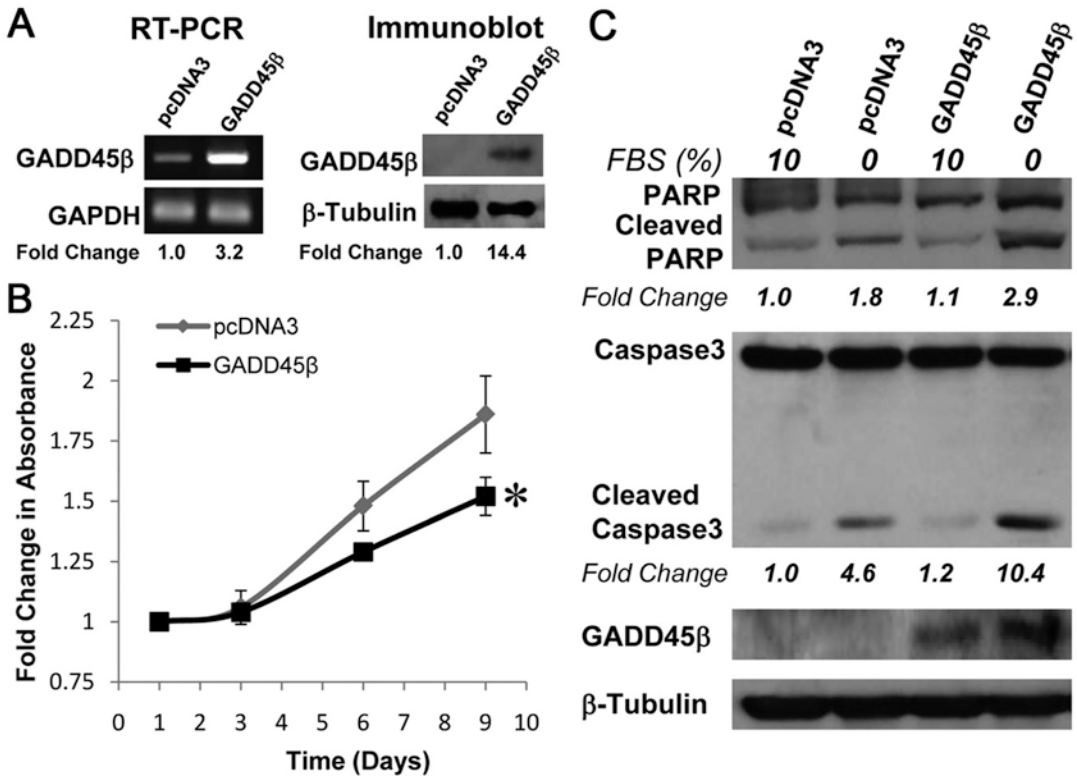 A
RT-PCR
pcDNA3
GADD45β
GADD45β
GAPDH
Fold Change 1.0 3.2
Immunoblot
pcDNA3
GADD45β
GADD45β
β-Tubulin
Fold Change 1.0 14.4
B
2.25
2
1.75
1.5
1.25
1
0.75
Fold Change in Absorbance
pcDNA3
GADD45β
*
0 1 2 3 4 5 6 7 8 9 10
Time (Days)
C
pcDNA3
pcDNA3
GADD45β
GADD45β
FBS (%) 10 0 10 0
PARP
Cleaved
PARP
Fold Change 1.0 1.8 1.1 2.9
Caspase3
Cleaved
Caspase3
Fold Change 1.0 4.6 1.2 10.4
GADD45β
β-Tubulin